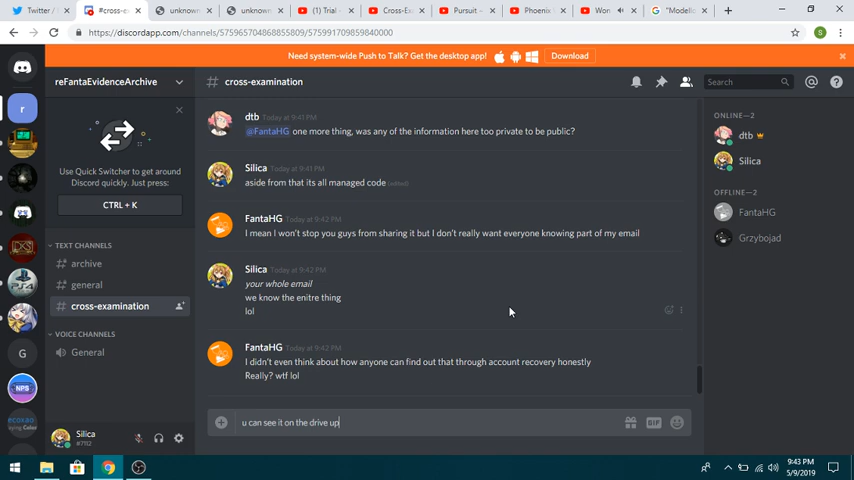 Twitter /
#cross-e
unknown
unknown
(1) Trial
Cross-Ex
Pursuit –
Phoenix
Wor
"Modello
https://discordapp.com/channels/575965704868855809/575991709859840000
S
Need system-wide Push to Talk? Get the desktop app!
Download
reFantaEvidenceArchive
# cross-examination
Search
Use Quick Switcher to get around
Discord quickly. Just press:
CTRL + K
TEXT CHANNELS
# archive
# general
# cross-examination
VOICE CHANNELS
General
r
G
NPS
Silica
#7112
dtb Today at 9:41 PM
@FantaHG one more thing, was any of the information here too private to be public?
Silica Today at 9:41 PM
aside from that its all managed code (edited)
FantaHG Today at 9:42 PM
I mean I won't stop you guys from sharing it but I don't really want everyone knowing part of my email
Silica Today at 9:42 PM
your whole email
we know the enitre thing
lol
FantaHG Today at 9:42 PM
I didn't even think about how anyone can find out that through account recovery honestly
Really? wtf lol
u can see it on the drive up
GIF
ONLINE—2
dtb
Silica
OFFLINE—2
FantaHG
Grzybojad
9:43 PM
5/9/2019